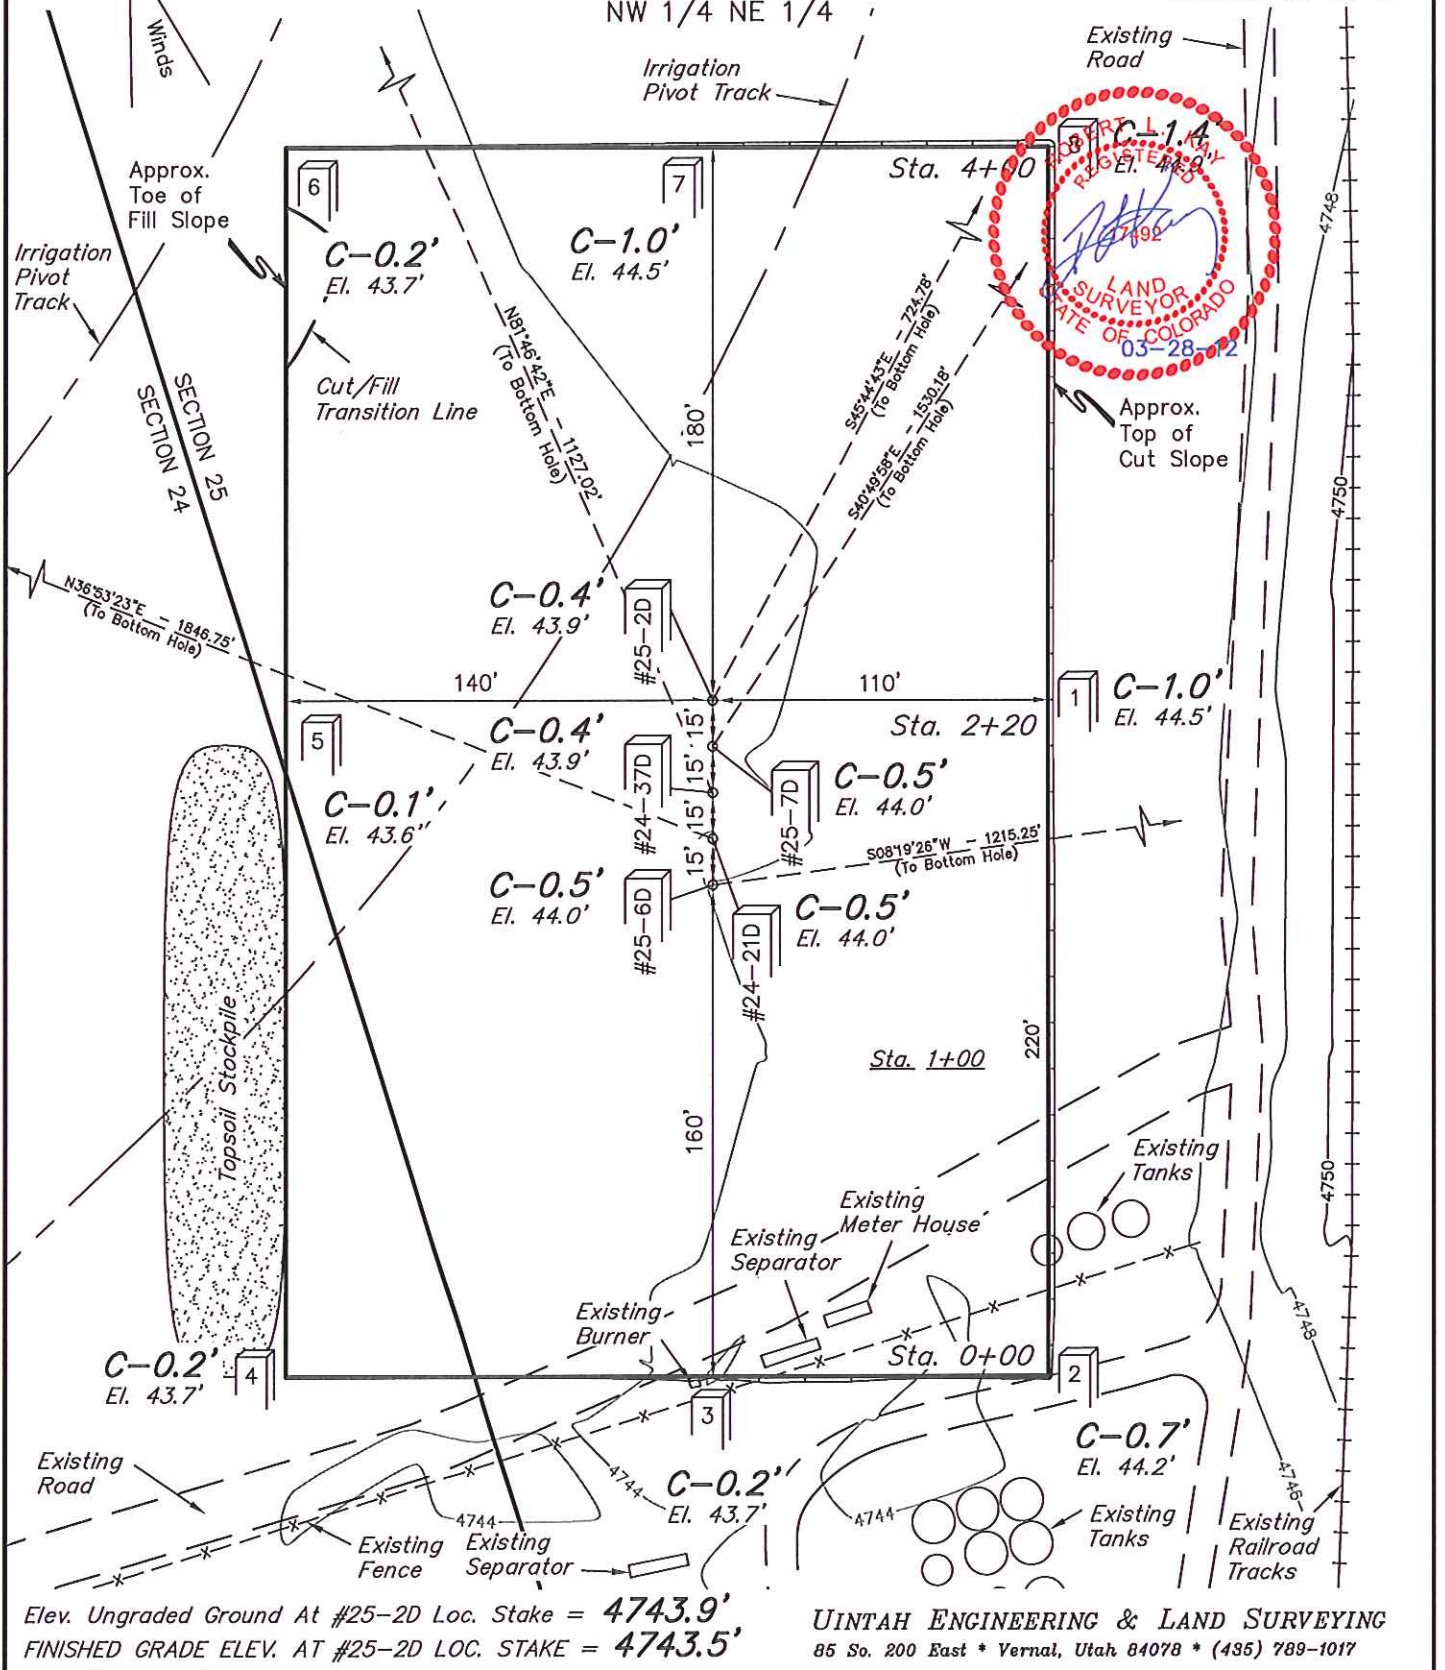 NW 1/4 NE 1/4
Winds
Irrigation
Pivot Track
Existing
Road
Approx.
Toe of
Fill Slope
6
7
Sta. 4+00
8
C-1.4'
ROBERT L. KAY
REGISTERED
17492
LAND
SURVEYOR
STATE OF COLORADO
03-28-12
4748
Irrigation
Pivot
Track
C-0.2'
El. 43.7'
C-1.0'
El. 44.5'
Cut/Fill
Transition Line
N81°46'42"E - 1127.02'
(To Bottom Hole)
S45°44'43"E - 724.78'
(To Bottom Hole)
S40°49'58"E - 1530.18'
(To Bottom Hole)
180'
Approx.
Top of
Cut Slope
SECTION 25
SECTION 24
4750
N36°53'23"E - 1846.75'
(To Bottom Hole)
C-0.4'
El. 43.9'
#25-2D
140'
110'
1
C-1.0'
El. 44.5'
5
C-0.4'
El. 43.9'
15'
Sta. 2+20
15'
#24-37D
C-0.5'
El. 44.0'
#25-7D
C-0.1'
El. 43.6'
15'
15'
S08°19'26"W - 1215.25'
(To Bottom Hole)
C-0.5'
El. 44.0'
#25-6D
C-0.5'
El. 44.0'
#24-21D
Topsoil Stockpile
Sta. 1+00
220'
160'
Existing
Tanks
4750
Existing
Meter House
Existing
Separator
Existing
Burner
4748
C-0.2'
El. 43.7'
4
Sta. 0+00
2
3
C-0.7'
El. 44.2'
Existing
Road
4744
C-0.2'
El. 43.7'
4744
4744
4746
Existing
Fence
Existing
Separator
Existing
Tanks
Existing
Railroad
Tracks
Elev. Ungraded Ground At #25-2D Loc. Stake = 4743.9'
FINISHED GRADE ELEV. AT #25-2D LOC. STAKE = 4743.5'
UINTAH ENGINEERING & LAND SURVEYING
85 So. 200 East * Vernal, Utah 84078 * (435) 789-1017